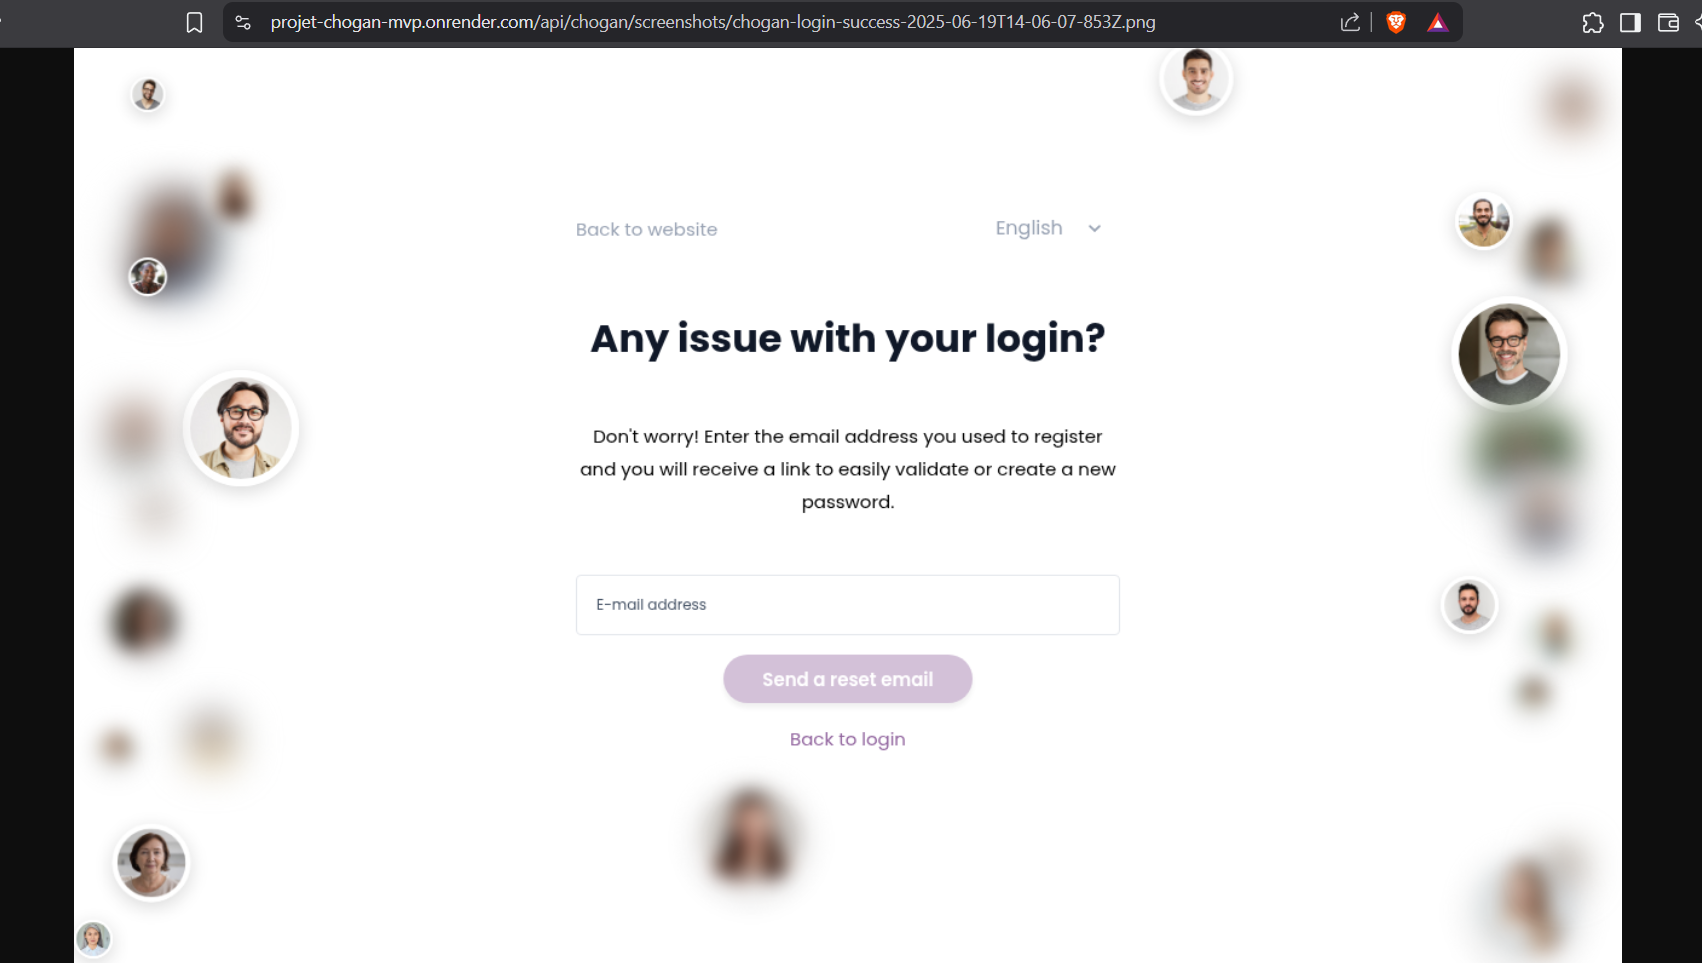 projet-chogan-mvp.onrender.com/api/chogan/screenshots/chogan-login-success-2025-06-19T14-06-07-853Z.png
Back to website
English
Any issue with your login?
Don't worry! Enter the email address you used to register
and you will receive a link to easily validate or create a new
password.
E-mail address
Send a reset email
Back to login